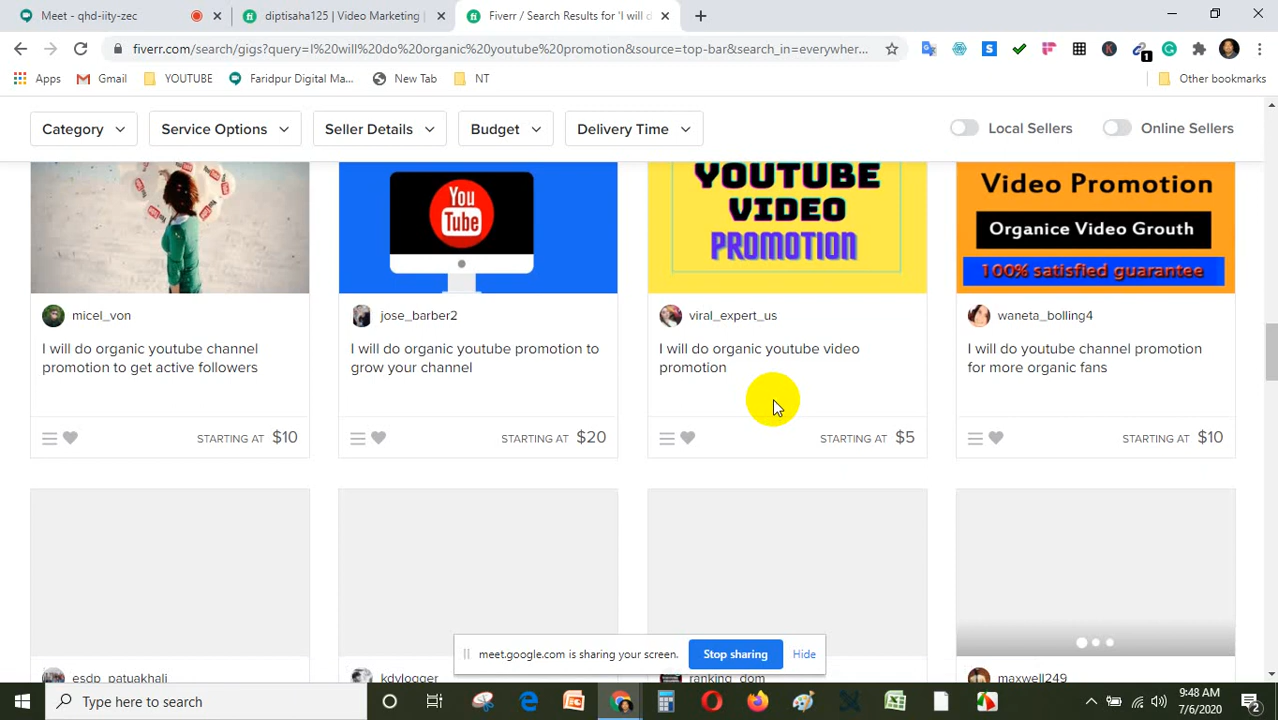 Meet - qhd-iity-zec
diptisaha125 | Video Marketing |
Fiverr / Search Results for 'I will d
fiverr.com/search/gigs?query=I%20will%20do%20organic%20youtube%20promotion&source=top-bar&search_in=everywher...
1
Apps
Gmail
YOUTUBE
Faridpur Digital Ma...
New Tab
NT
Other bookmarks
Category
Service Options
Seller Details
Budget
Delivery Time
Local Sellers
Online Sellers
You
Tube
YOUTUBE
VIDEO
PROMOTION
Video Promotion
Organice Video Grouth
100% satisfied guarantee
micel_von
jose_barber2
viral_expert_us
waneta_bolling4
I will do organic youtube channel
promotion to get active followers
I will do organic youtube promotion to
grow your channel
I will do organic youtube video
promotion
I will do youtube channel promotion
for more organic fans
STARTING AT $10
STARTING AT $20
STARTING AT $5
STARTING AT $10
meet.google.com is sharing your screen.
Stop sharing
Hide
esdp_patuakhali
kdvlogger
ranking_dom
maxwell249
Type here to search
9:48 AM
7/6/2020
2